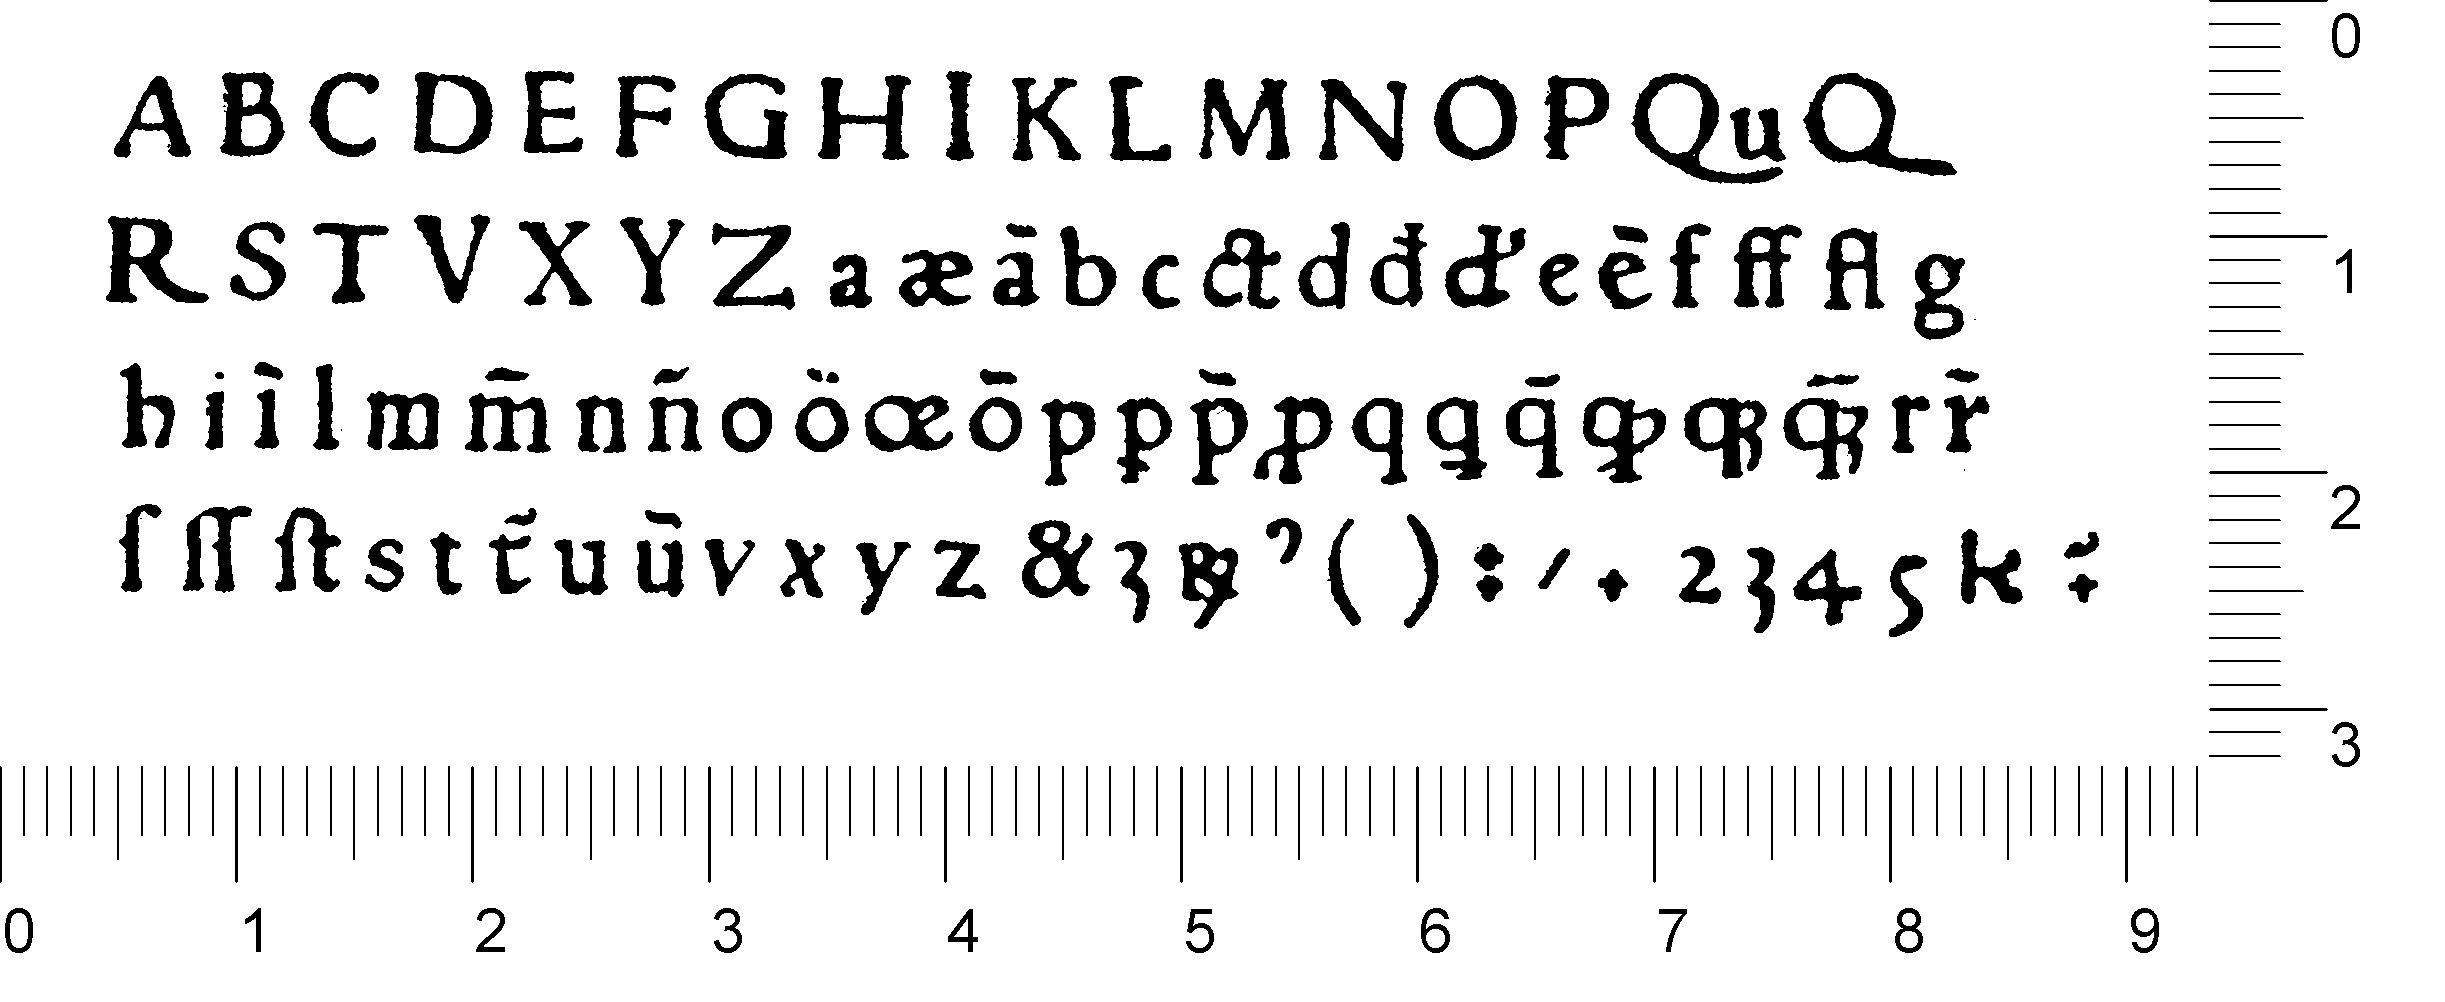 A B C D E F G H I K L M N O P Qu Q
R S T V X Y Z a æ ā b c ct d đ d' e ē f ff fl g
h i ī l m m̄ n ñ o ö œ ō p ꝑ p̄ ꝓ q ꝗ q̄ ꝙ qꝫ q̄ꝫ r r̄
ſ ſſ ſt s t t̃ u ū v x y z & ꝫ ꝶ ꝰ ( ) : / . 2 3 4 5 k ∻
0
1
2
3
0 1 2 3 4 5 6 7 8 9